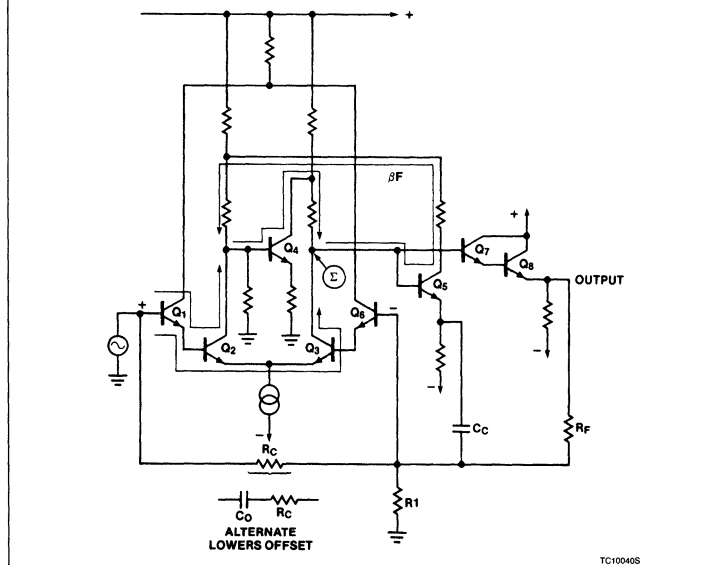 +
βF
+
Q4
Q7
Q8
Σ
OUTPUT
Q5
+
Q1
Q6
−
Q2
Q3
−
−
−
RC
CC
RF
R1
CO
RC
ALTERNATE
LOWERS OFFSET
TC10040S